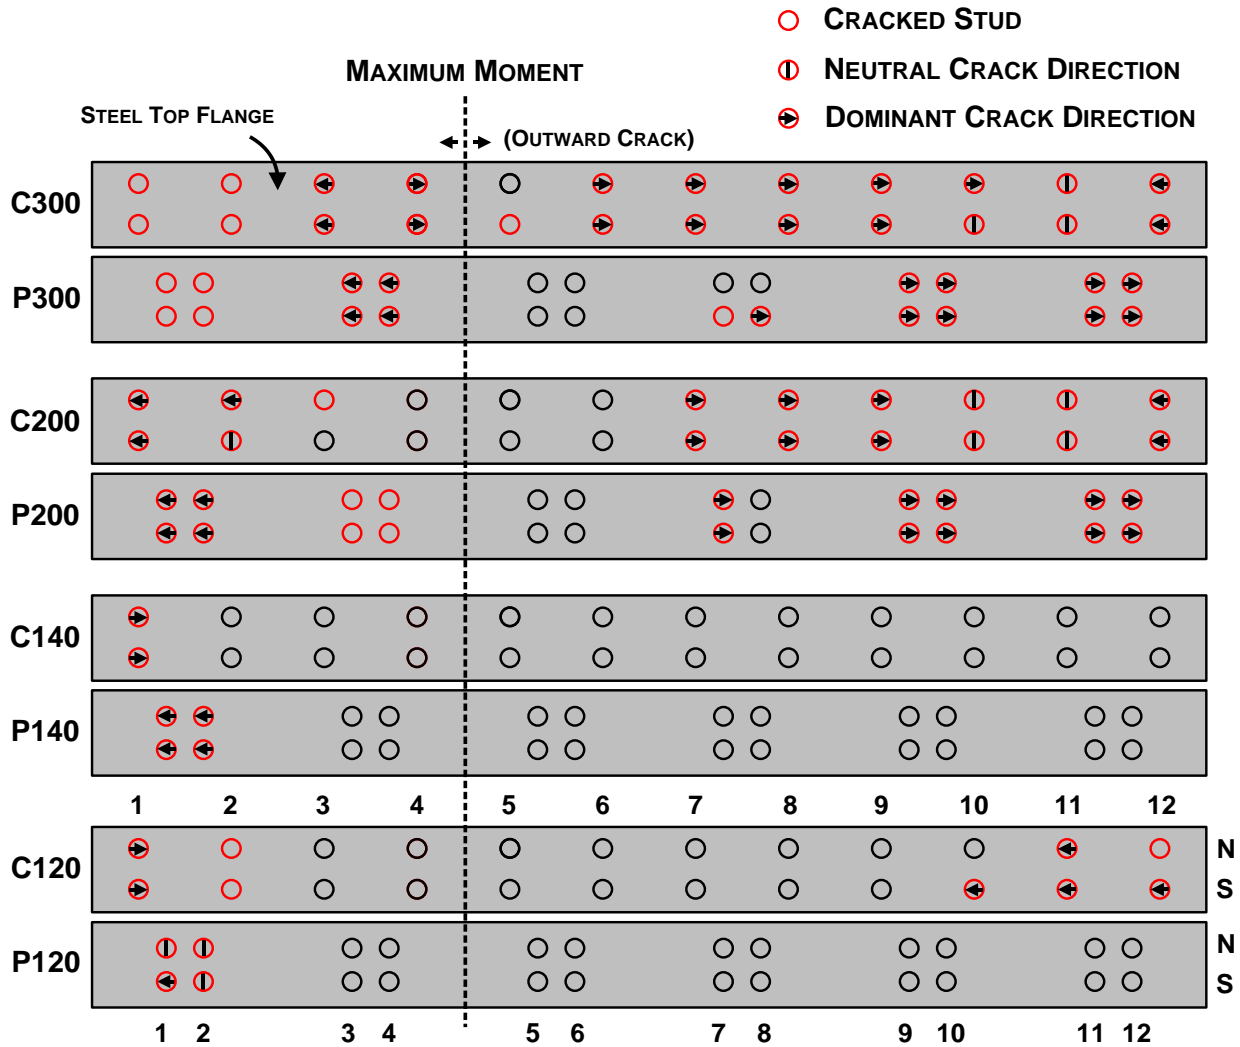 CRACKED STUD
NEUTRAL CRACK DIRECTION
DOMINANT CRACK DIRECTION
MAXIMUM MOMENT
STEEL TOP FLANGE
(OUTWARD CRACK)
C300
P300
C200
P200
C140
P140
1 2 3 4 5 6 7 8 9 10 11 12
C120 N
S
P120 N
S
1 2 3 4 5 6 7 8 9 10 11 12